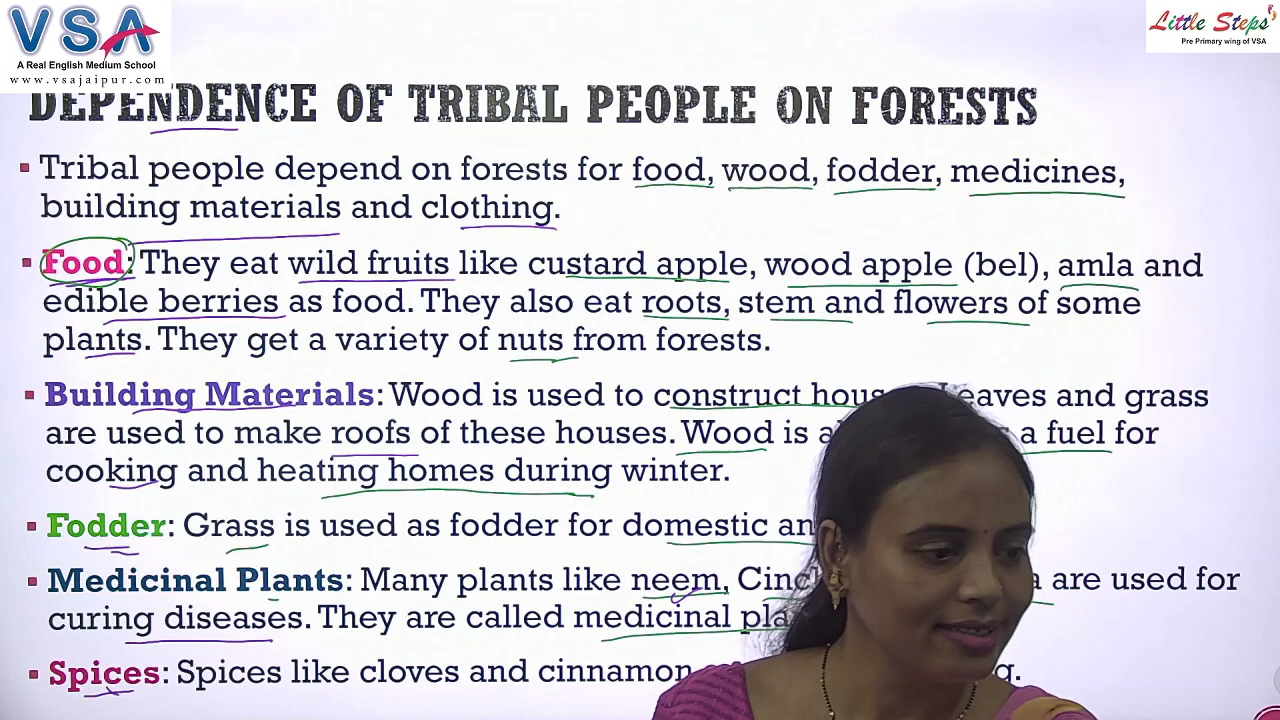 VSA
A Real English Medium School
www.vsajaipur.com
Little Steps
Pre Primary wing of VSA
DEPENDENCE OF TRIBAL PEOPLE ON FORESTS
Tribal people depend on forests for food, wood, fodder, medicines,
building materials and clothing.
Food: They eat wild fruits like custard apple, wood apple (bel), amla and
edible berries as food. They also eat roots, stem and flowers of some
plants. They get a variety of nuts from forests.
Building Materials: Wood is used to construct leaves and grass
are used to make roofs of these houses. Wood is a fuel for
cooking and heating homes during winter.
Fodder: Grass is used as fodder for domestic
Medicinal Plants: Many plants like neem, are used for
curing diseases. They are called medicinal
Spices: Spices like cloves and cinnamon